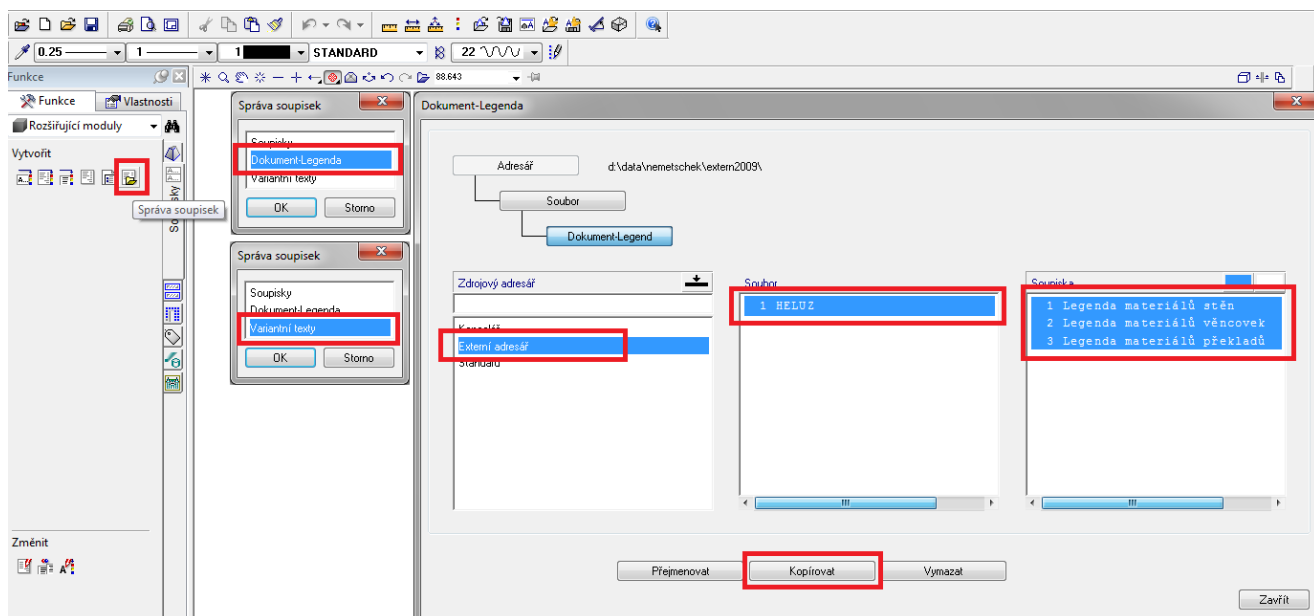 0.25
1
1
STANDARD
22
Funkce
88.643
Funkce
Vlastnosti
Rozšiřující moduly
Vytvořit
Správa soupisek
Soupisky
Správa soupisek
Soupisky
Dokument-Legenda
Variantní texty
OK
Storno
Správa soupisek
Soupisky
Dokument-Legenda
Variantní texty
OK
Storno
Dokument-Legenda
Adresář
d:\data\nemetschek\extern2009\
Soubor
Dokument-Legend
Zdrojový adresář
Kancelář
Externí adresář
Standard
Soubor
1 HELUZ
Soupiska
1 Legenda materiálů stěn
2 Legenda materiálů věncovek
3 Legenda materiálů překladů
Přejmenovat
Kopírovat
Vymazat
Zavřít
Změnit